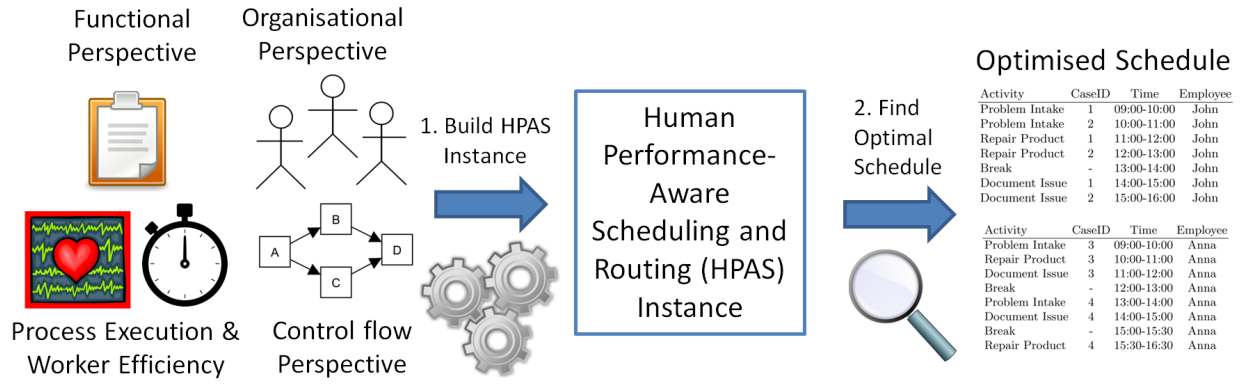 Functional
Perspective
Organisational
Perspective
Process Execution &
Worker Efficiency
A
B
C
D
Control flow
Perspective
1. Build HPAS
Instance
Human
Performance-
Aware
Scheduling and
Routing (HPAS)
Instance
2. Find
Optimal
Schedule
Optimised Schedule
Activity CaseID Time Employee
Problem Intake 1 09:00-10:00 John
Problem Intake 2 10:00-11:00 John
Repair Product 1 11:00-12:00 John
Repair Product 2 12:00-13:00 John
Break - 13:00-14:00 John
Document Issue 1 14:00-15:00 John
Document Issue 2 15:00-16:00 John
Activity CaseID Time Employee
Problem Intake 3 09:00-10:00 Anna
Repair Product 3 10:00-11:00 Anna
Document Issue 3 11:00-12:00 Anna
Break - 12:00-13:00 Anna
Problem Intake 4 13:00-14:00 Anna
Document Issue 4 14:00-15:00 Anna
Break - 15:00-15:30 Anna
Repair Product 4 15:30-16:30 Anna